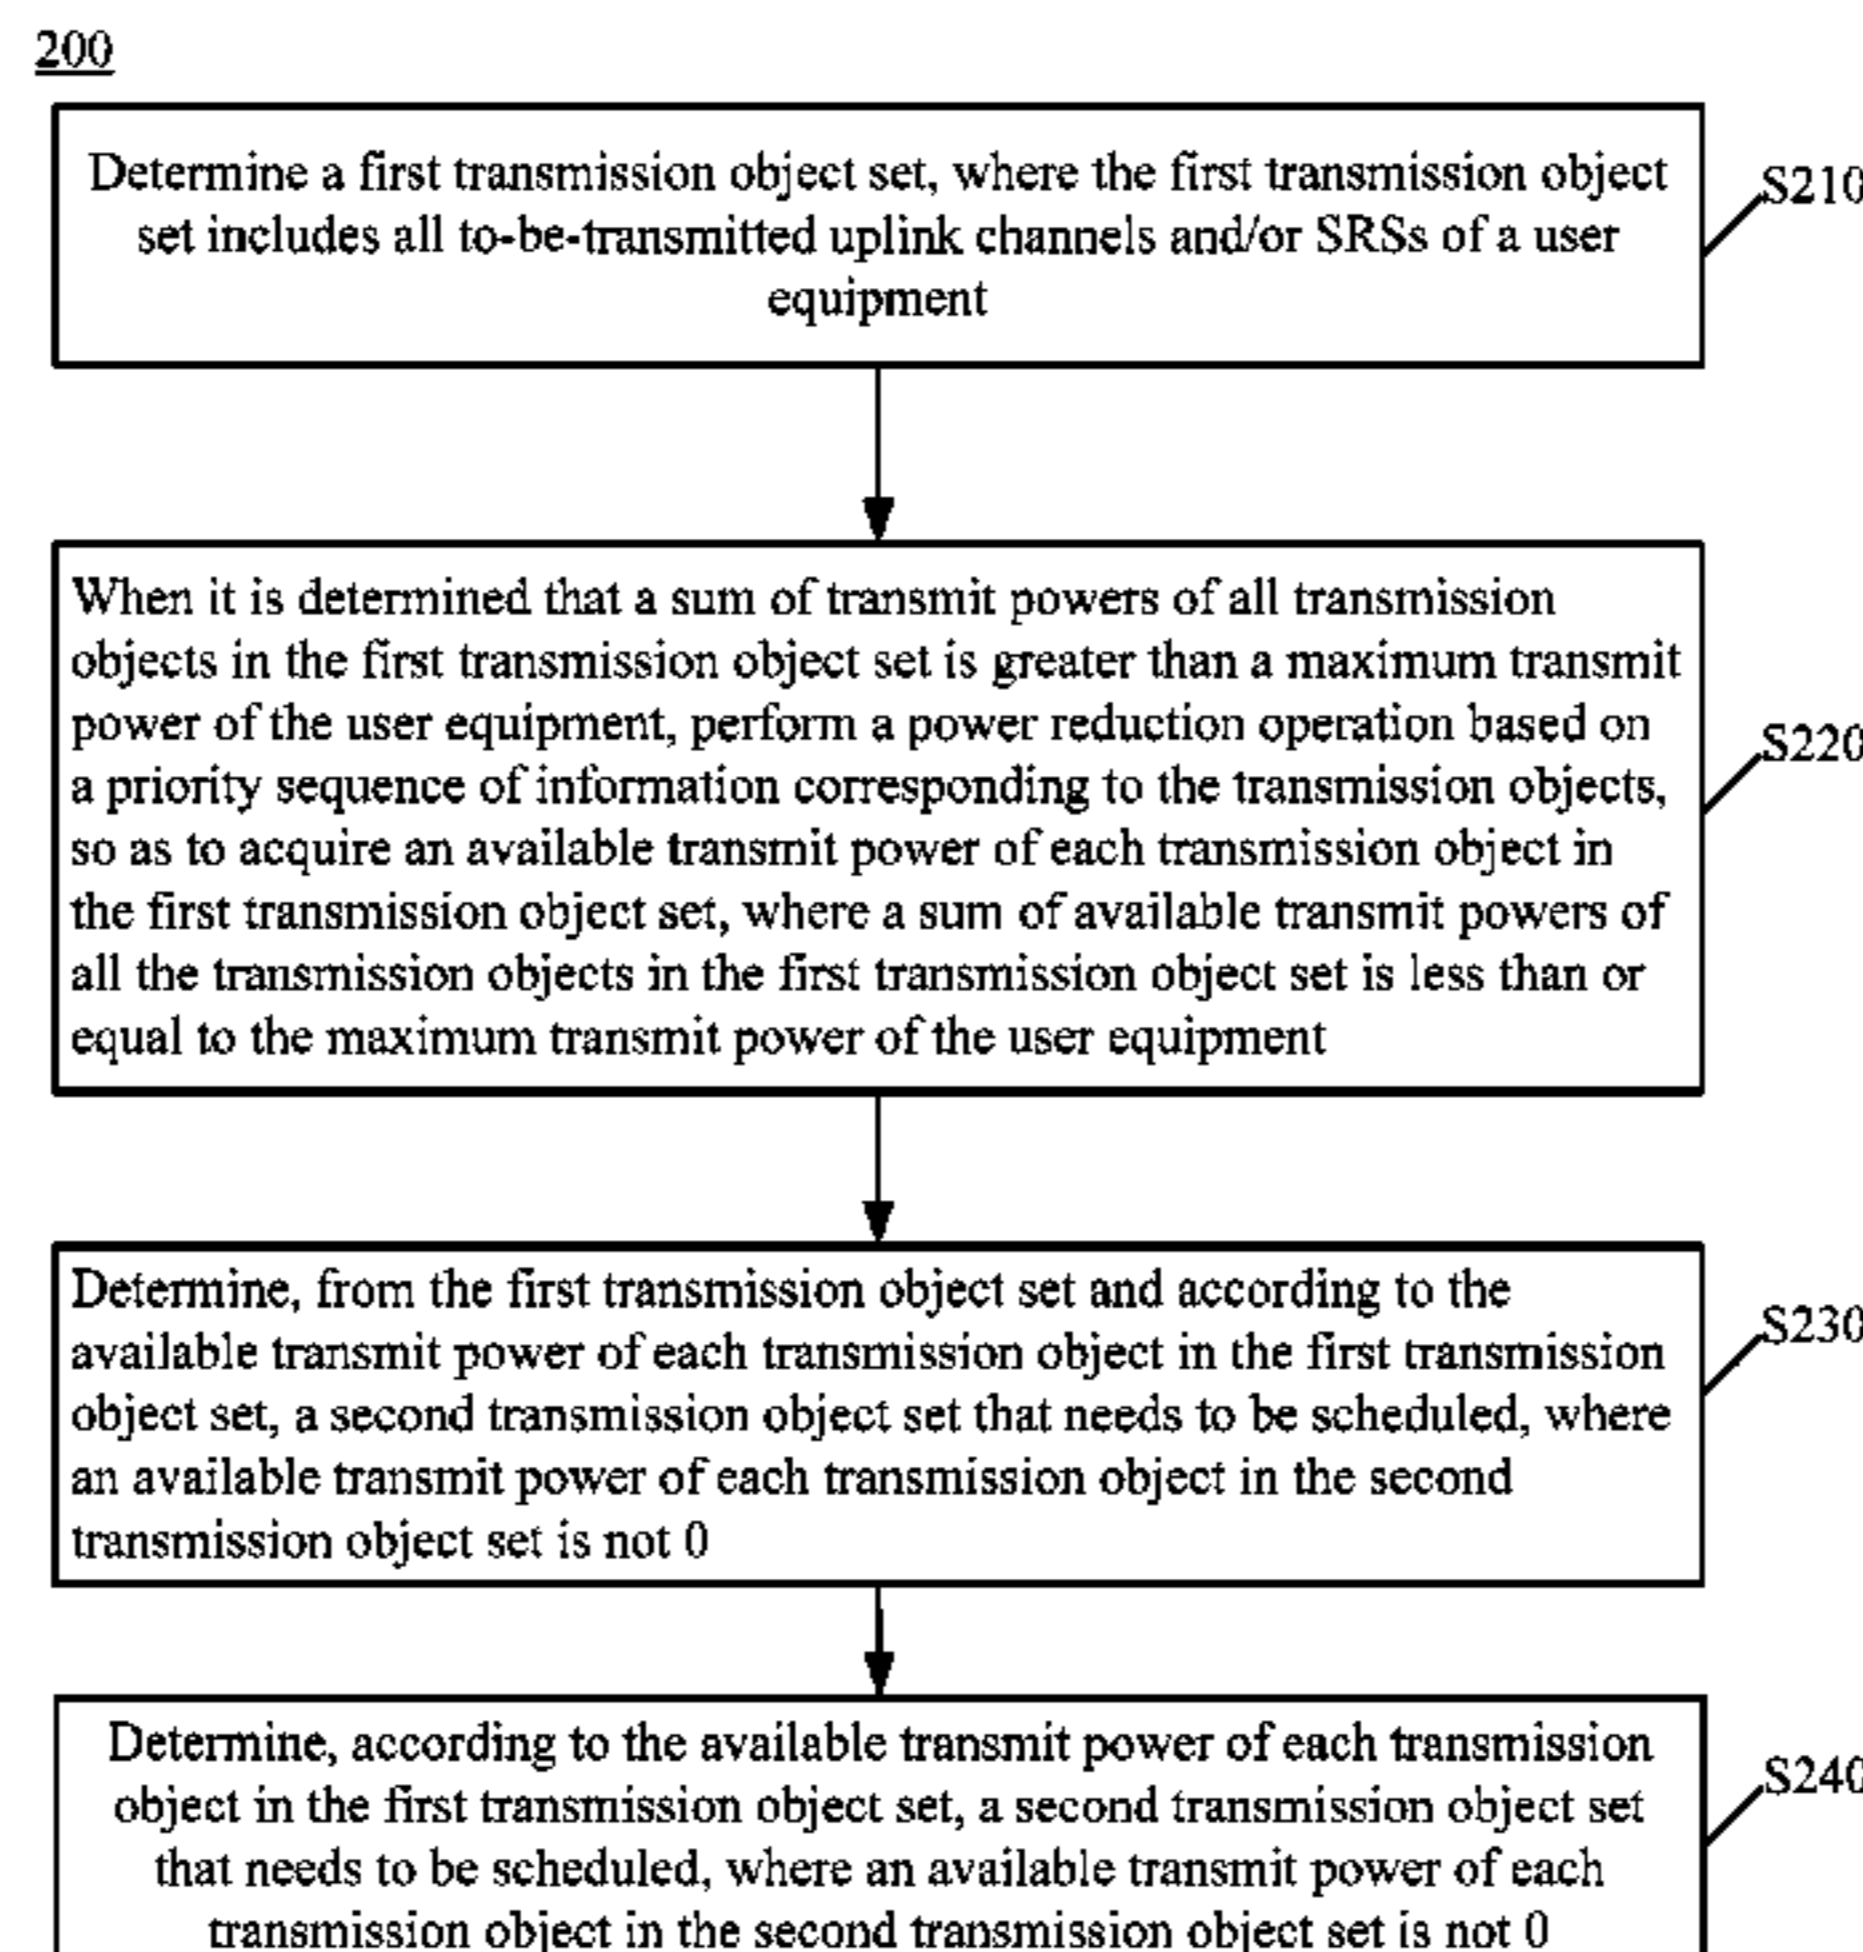 200
Determine a first transmission object set, where the first transmission object
set includes all to-be-transmitted uplink channels and/or SRSs of a user
equipment
S210
When it is determined that a sum of transmit powers of all transmission
objects in the first transmission object set is greater than a maximum transmit
power of the user equipment, perform a power reduction operation based on
a priority sequence of information corresponding to the transmission objects,
so as to acquire an available transmit power of each transmission object in
the first transmission object set, where a sum of available transmit powers of
all the transmission objects in the first transmission object set is less than or
equal to the maximum transmit power of the user equipment
S220
Determine, from the first transmission object set and according to the
available transmit power of each transmission object in the first transmission
object set, a second transmission object set that needs to be scheduled, where
an available transmit power of each transmission object in the second
transmission object set is not 0
S230
Determine, according to the available transmit power of each transmission
object in the first transmission object set, a second transmission object set
that needs to be scheduled, where an available transmit power of each
transmission object in the second transmission object set is not 0
S240